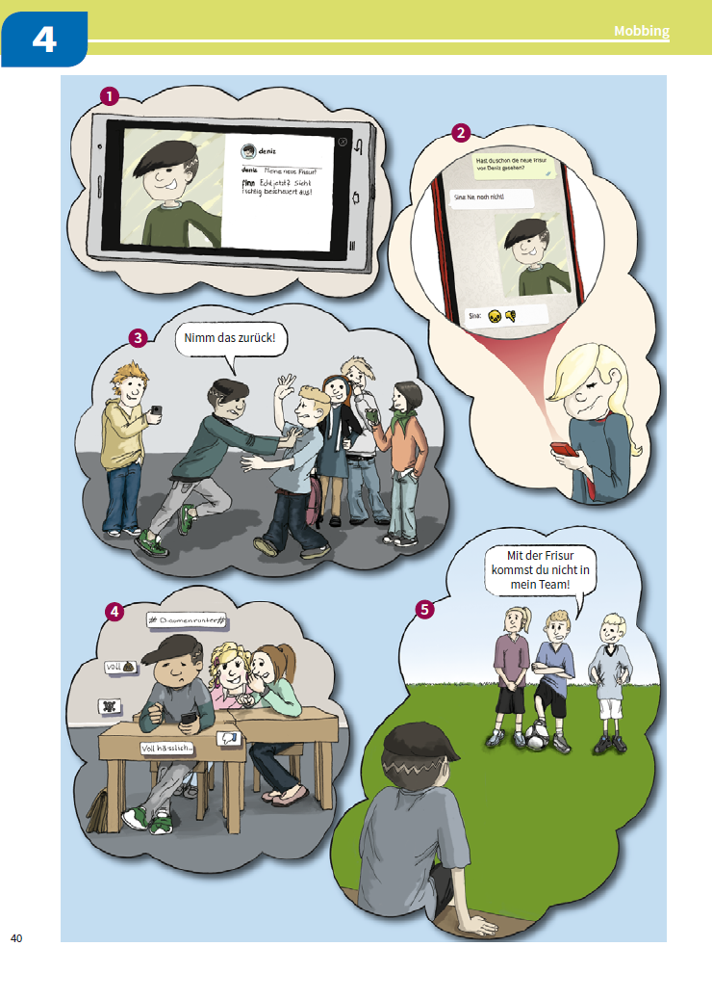 4
Mobbing
1
deniz
deniz Meine neue Frisur!
Finn Echt jetzt? Sieht
richtig bescheuert aus!
2
Hast du schon de neue Frisur
von Deniz gesehen?
Sina: Ne, noch nicht!
Sina:
3
Nimm das zurück!
4
# Daumenrunter#
Voll
Voll hässlich...
5
Mit der Frisur
kommst du nicht in
mein Team!
40